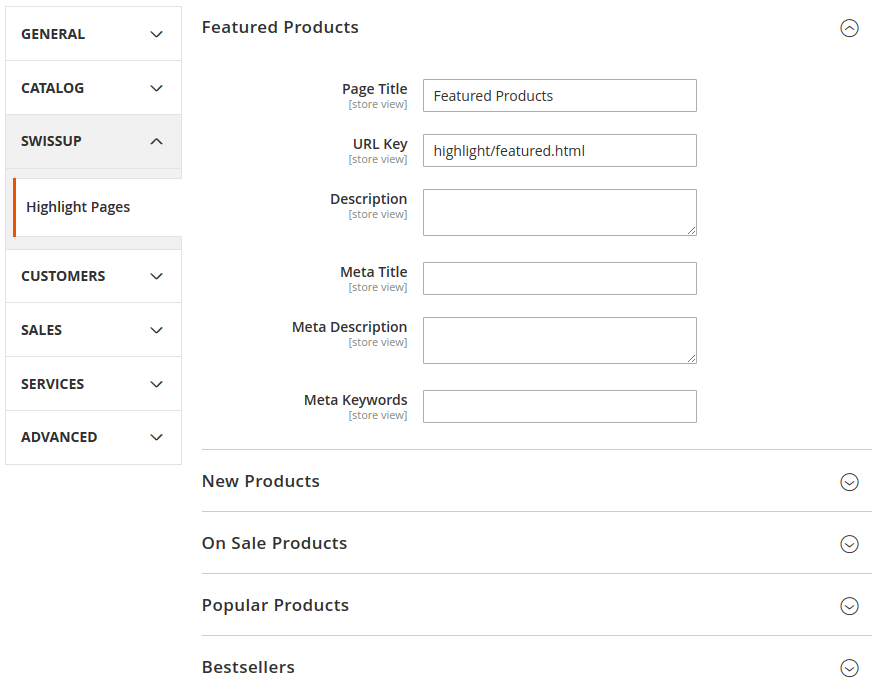 GENERAL
CATALOG
SWISSUP
Highlight Pages
CUSTOMERS
SALES
SERVICES
ADVANCED
Featured Products
Page Title
[store view]
Featured Products
URL Key
[store view]
highlight/featured.html
Description
[store view]
Meta Title
[store view]
Meta Description
[store view]
Meta Keywords
[store view]
New Products
On Sale Products
Popular Products
Bestsellers